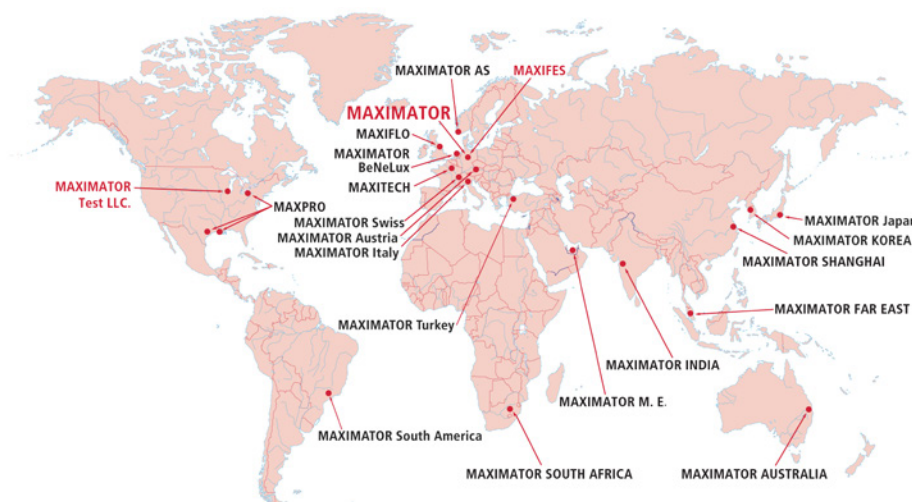 MAXIMATOR AS
MAXIFES
MAXIMATOR
MAXIFLO
MAXIMATOR
BeNeLux
MAXITECH
MAXIMATOR
Test LLC.
MAXPRO
MAXIMATOR Swiss
MAXIMATOR Austria
MAXIMATOR Italy
MAXIMATOR Japan
MAXIMATOR KOREA
MAXIMATOR SHANGHAI
MAXIMATOR FAR EAST
MAXIMATOR Turkey
MAXIMATOR INDIA
MAXIMATOR M. E.
MAXIMATOR South America
MAXIMATOR SOUTH AFRICA
MAXIMATOR AUSTRALIA